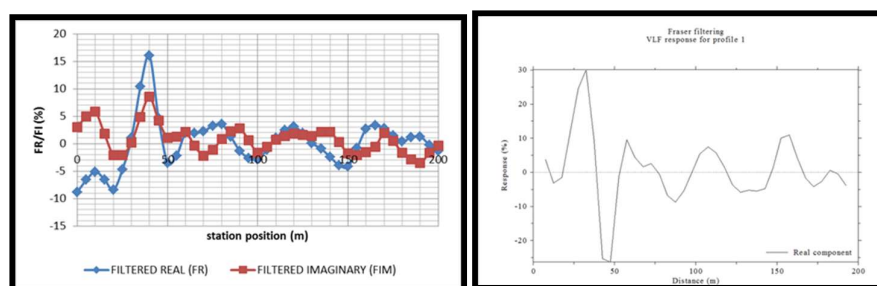 20
15
10
5
0
-5
-10
-15
FR/FI(%)
0 50 100 150 200
station position (m)
FILTERED REAL (FR) FILTERED IMAGINARY (FIM)
Fraser filtering
VLF response for profile 1
30
20
10
0
-10
-20
Response (%)
0 50 100 150 200
Distance (m)
Real component